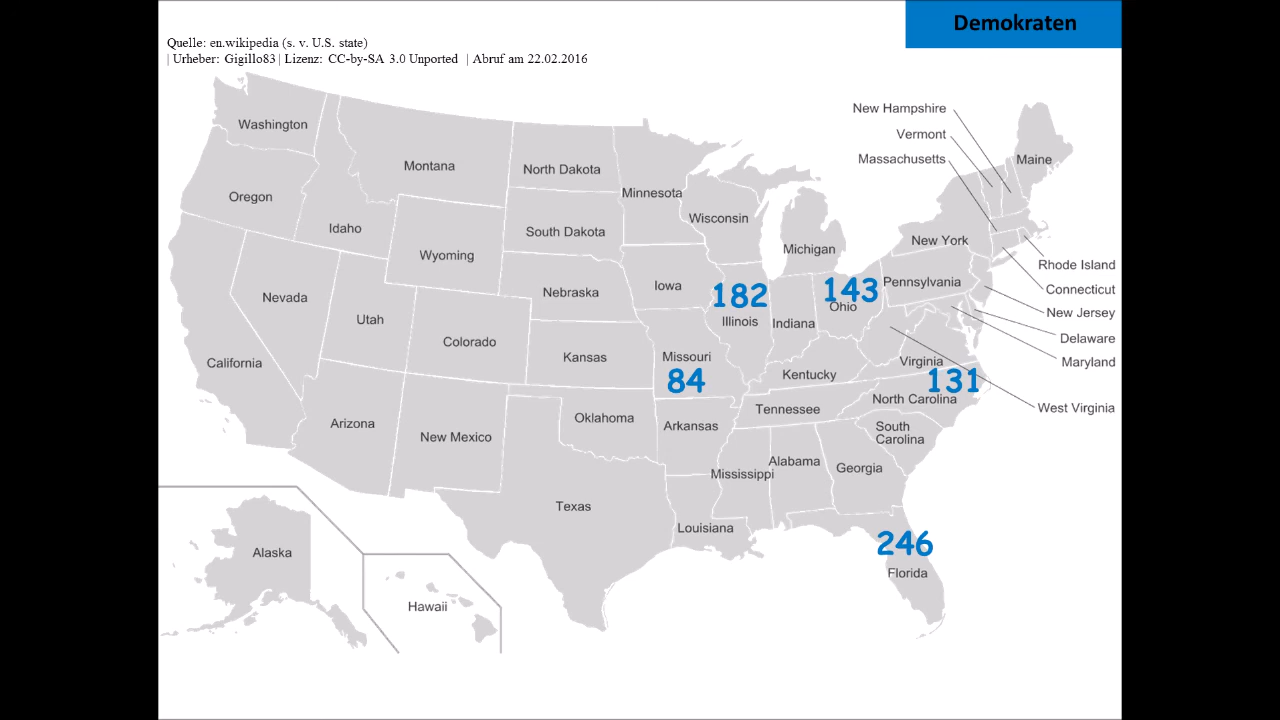 Demokraten
Quelle: en.wikipedia (s. v. U.S. state)
| Urheber: Gigillo83 | Lizenz: CC-by-SA 3.0 Unported | Abruf am 22.02.2016
New Hampshire
Vermont
Massachusetts
Washington
Montana
North Dakota
Minnesota
Maine
Oregon
Idaho
South Dakota
Wisconsin
Michigan
New York
Wyoming
Rhode Island
Connecticut
Nebraska
Iowa
182
143
Pennsylvania
Nevada
Utah
Illinois
Indiana
Ohio
New Jersey
Delaware
Maryland
Colorado
Kansas
Missouri
84
Kentucky
Virginia
131
California
North Carolina
West Virginia
Tennessee
Arizona
New Mexico
Oklahoma
Arkansas
South
Carolina
Mississippi
Alabama
Georgia
Texas
Louisiana
246
Florida
Alaska
Hawaii